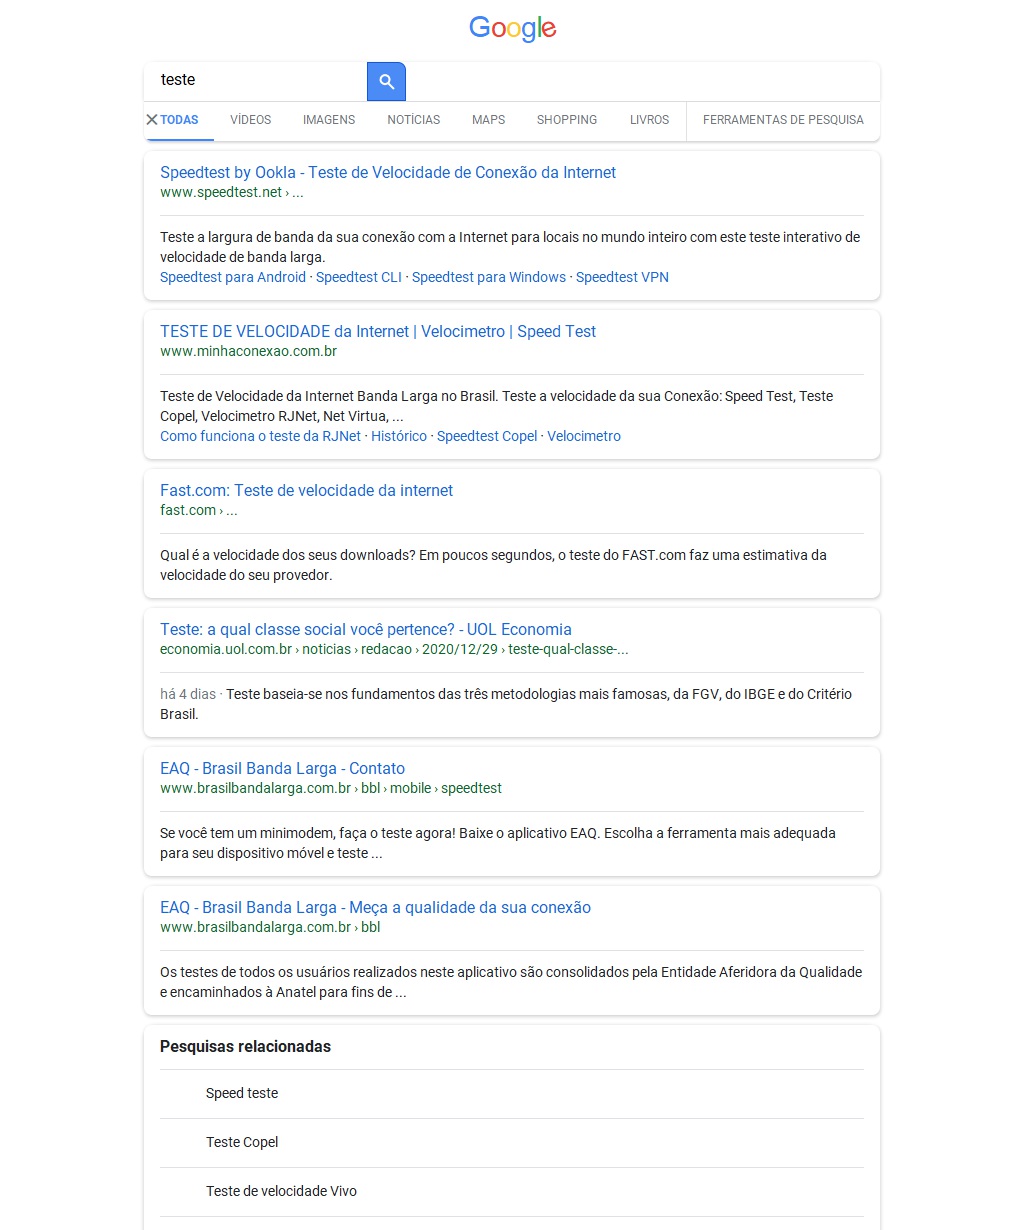 Google
teste
TODAS VÍDEOS IMAGENS NOTÍCIAS MAPS SHOPPING LIVROS FERRAMENTAS DE PESQUISA
Speedtest by Ookla - Teste de Velocidade de Conexão da Internet
www.speedtest.net › ...
Teste a largura de banda da sua conexão com a Internet para locais no mundo inteiro com este teste interativo de
velocidade de banda larga.
Speedtest para Android · Speedtest CLI · Speedtest para Windows · Speedtest VPN
TESTE DE VELOCIDADE da Internet | Velocimetro | Speed Test
www.minhaconexao.com.br
Teste de Velocidade da Internet Banda Larga no Brasil. Teste a velocidade da sua Conexão: Speed Test, Teste
Copel, Velocimetro RJNet, Net Virtua, ...
Como funciona o teste da RJNet · Histórico · Speedtest Copel · Velocimetro
Fast.com: Teste de velocidade da internet
fast.com › ...
Qual é a velocidade dos seus downloads? Em poucos segundos, o teste do FAST.com faz uma estimativa da
velocidade do seu provedor.
Teste: a qual classe social você pertence? - UOL Economia
economia.uol.com.br › noticias › redacao › 2020/12/29 › teste-qual-classe-...
há 4 dias · Teste baseia-se nos fundamentos das três metodologias mais famosas, da FGV, do IBGE e do Critério
Brasil.
EAQ - Brasil Banda Larga - Contato
www.brasilbandalarga.com.br › bbl › mobile › speedtest
Se você tem um minimodem, faça o teste agora! Baixe o aplicativo EAQ. Escolha a ferramenta mais adequada
para seu dispositivo móvel e teste ...
EAQ - Brasil Banda Larga - Meça a qualidade da sua conexão
www.brasilbandalarga.com.br › bbl
Os testes de todos os usuários realizados neste aplicativo são consolidados pela Entidade Aferidora da Qualidade
e encaminhados à Anatel para fins de ...
Pesquisas relacionadas
Speed teste
Teste Copel
Teste de velocidade Vivo